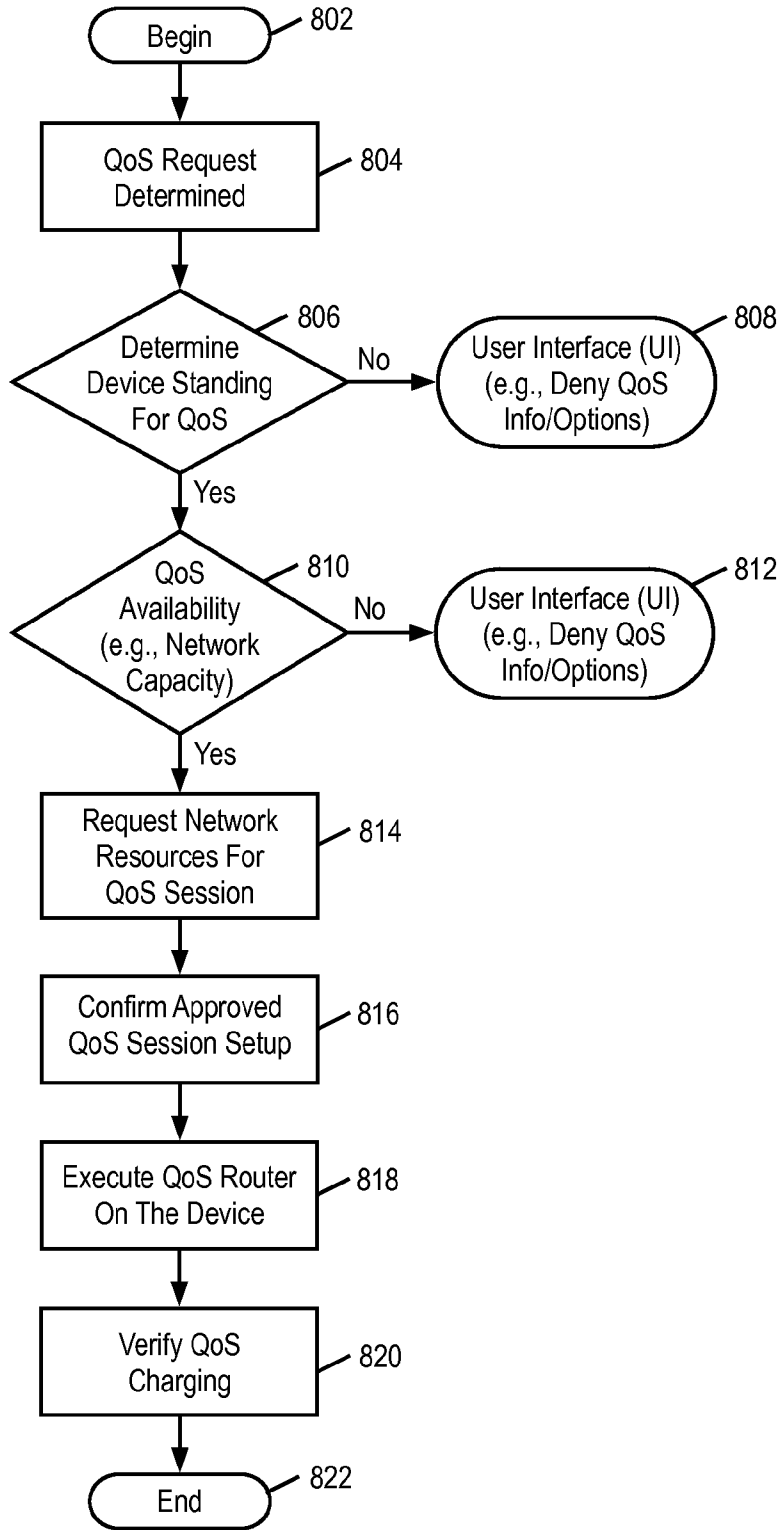 Begin
802
QoS Request
Determined
804
Determine
Device Standing
For QoS
806
No
User Interface (UI)
(e.g., Deny QoS
Info/Options)
808
Yes
QoS
Availability
(e.g., Network
Capacity)
810
No
User Interface (UI)
(e.g., Deny QoS
Info/Options)
812
Yes
Request Network
Resources For
QoS Session
814
Confirm Approved
QoS Session Setup
816
Execute QoS Router
On The Device
818
Verify QoS
Charging
820
End
822